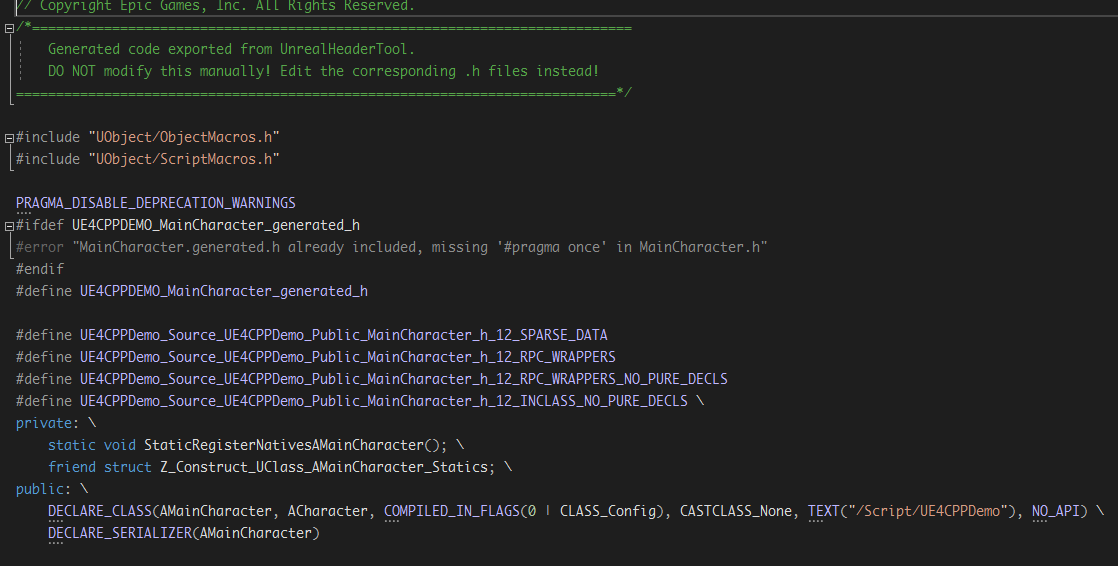 // Copyright Epic Games, Inc. All Rights Reserved.
/*===========================================================================
Generated code exported from UnrealHeaderTool.
DO NOT modify this manually! Edit the corresponding .h files instead!
===========================================================================*/
#include "UObject/ObjectMacros.h"
#include "UObject/ScriptMacros.h"
PRAGMA_DISABLE_DEPRECATION_WARNINGS
#ifdef UE4CPPDEMO_MainCharacter_generated_h
#error "MainCharacter.generated.h already included, missing '#pragma once' in MainCharacter.h"
#endif
#define UE4CPPDEMO_MainCharacter_generated_h
#define UE4CPPDemo_Source_UE4CPPDemo_Public_MainCharacter_h_12_SPARSE_DATA
#define UE4CPPDemo_Source_UE4CPPDemo_Public_MainCharacter_h_12_RPC_WRAPPERS
#define UE4CPPDemo_Source_UE4CPPDemo_Public_MainCharacter_h_12_RPC_WRAPPERS_NO_PURE_DECLS
#define UE4CPPDemo_Source_UE4CPPDemo_Public_MainCharacter_h_12_INCLASS_NO_PURE_DECLS \
private: \
static void StaticRegisterNativesAMainCharacter(); \
friend struct Z_Construct_UClass_AMainCharacter_Statics; \
public: \
DECLARE_CLASS(AMainCharacter, ACharacter, COMPILED_IN_FLAGS(0 | CLASS_Config), CASTCLASS_None, TEXT("/Script/UE4CPPDemo"), NO_API) \
DECLARE_SERIALIZER(AMainCharacter)